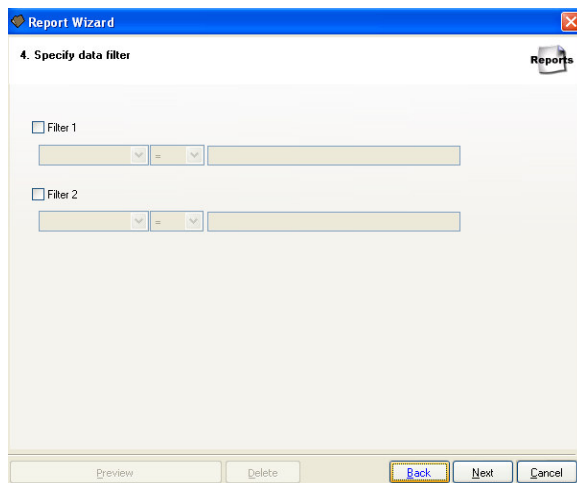 Report Wizard
4. Specify data filter
Reports
Filter 1
=
Filter 2
=
Preview Delete Back Next Cancel